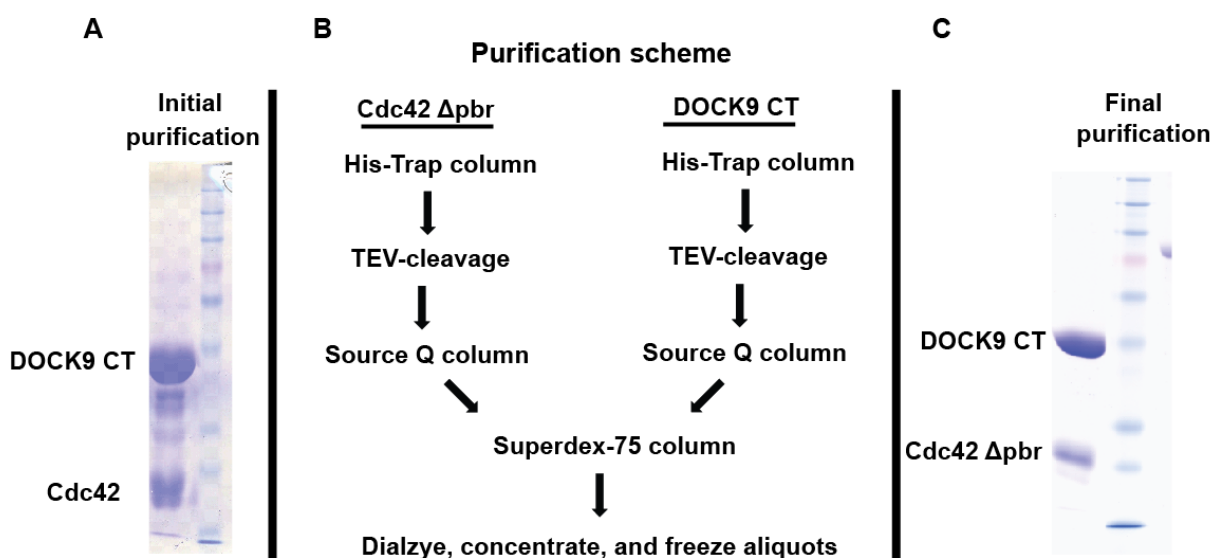 A
Initial
purification
DOCK9 CT
Cdc42
B
Purification scheme
Cdc42 Δpbr
DOCK9 CT
His-Trap column
His-Trap column
TEV-cleavage
TEV-cleavage
Source Q column
Source Q column
Superdex-75 column
Dialzye, concentrate, and freeze aliquots
C
Final
purification
DOCK9 CT
Cdc42 Δpbr